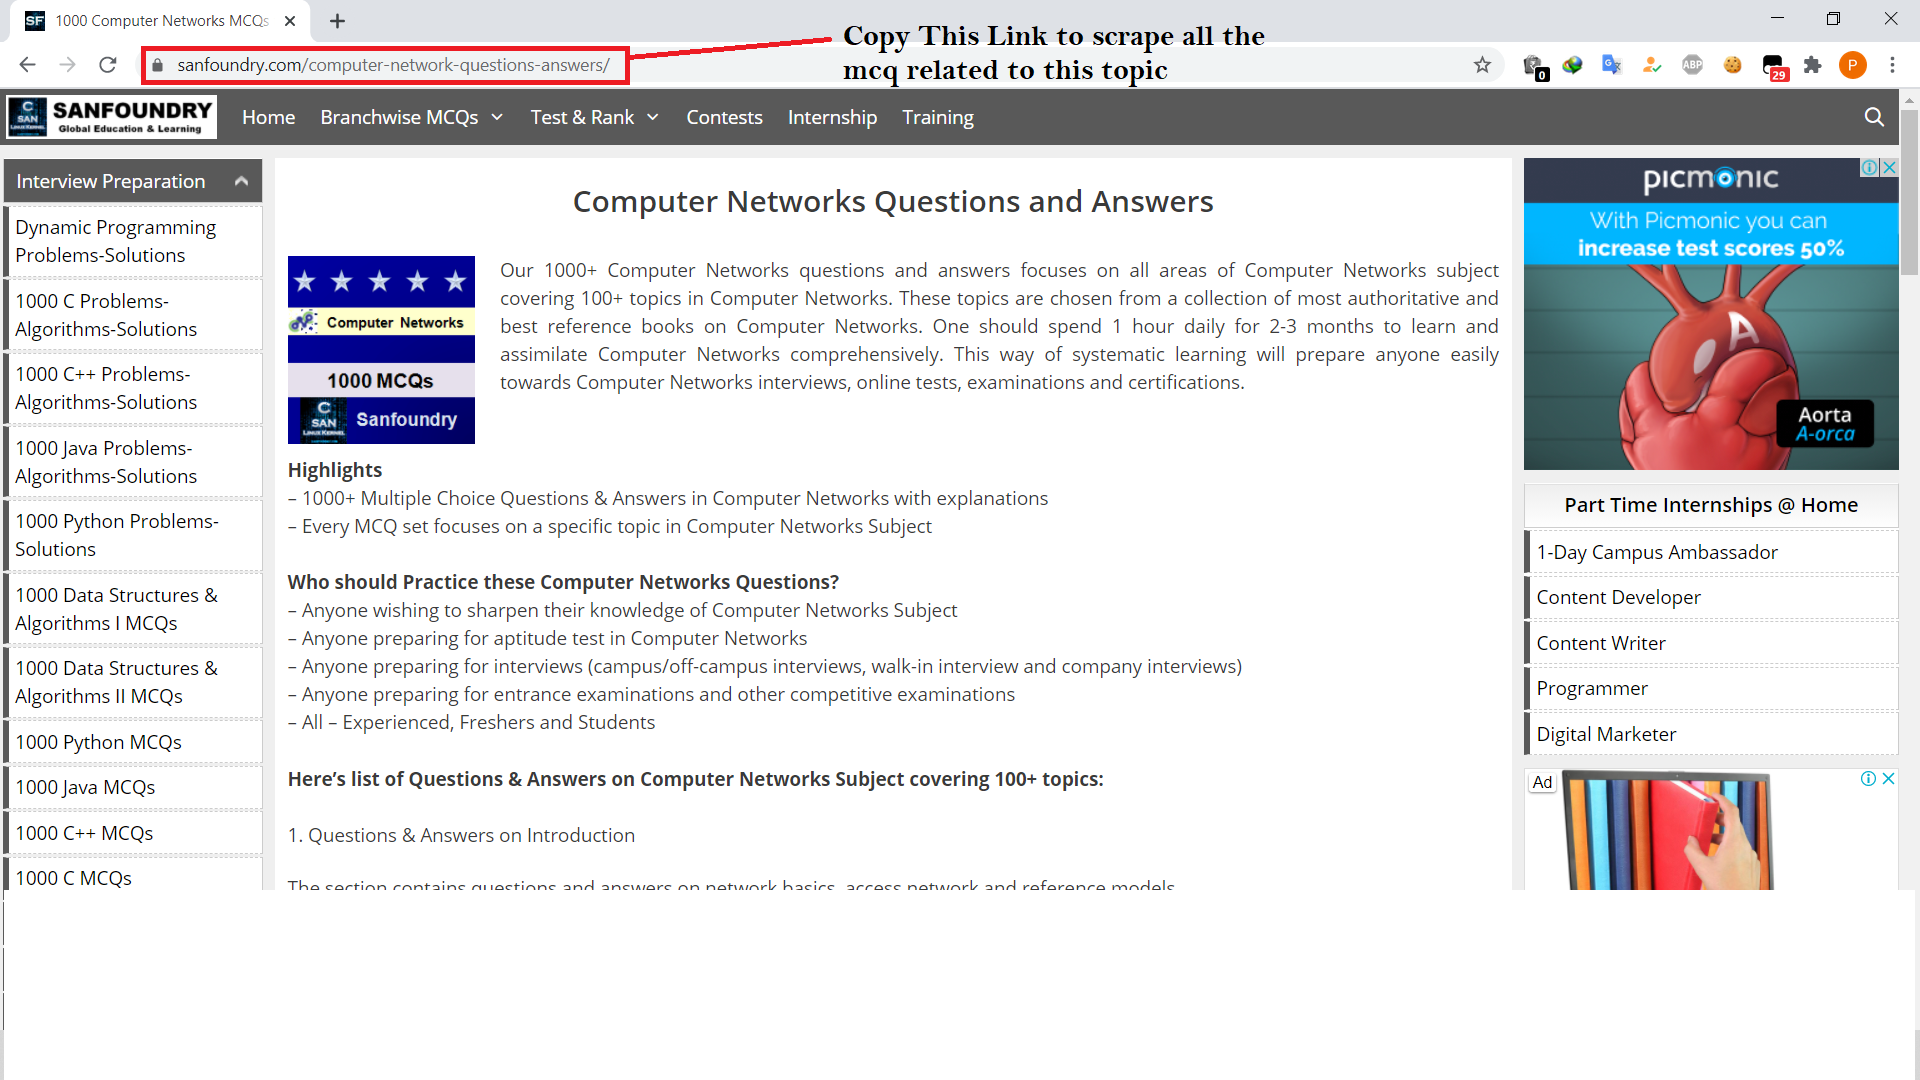 1000 Computer Networks MCQs
Copy This Link to scrape all the
mcq related to this topic
sanfoundry.com/computer-network-questions-answers/
0
ABP
29
P
SANFOUNDRY
Global Education & Learning
Home
Branchwise MCQs
Test & Rank
Contests
Internship
Training
Interview Preparation
Dynamic Programming
Problems-Solutions
1000 C Problems-
Algorithms-Solutions
1000 C++ Problems-
Algorithms-Solutions
1000 Java Problems-
Algorithms-Solutions
1000 Python Problems-
Solutions
1000 Data Structures &
Algorithms I MCQs
1000 Data Structures &
Algorithms II MCQs
1000 Python MCQs
1000 Java MCQs
1000 C++ MCQs
1000 C MCQs
Computer Networks Questions and Answers
Computer Networks
1000 MCQs
C
SAN
Sanfoundry
Our 1000+ Computer Networks questions and answers focuses on all areas of Computer Networks subject
covering 100+ topics in Computer Networks. These topics are chosen from a collection of most authoritative and
best reference books on Computer Networks. One should spend 1 hour daily for 2-3 months to learn and
assimilate Computer Networks comprehensively. This way of systematic learning will prepare anyone easily
towards Computer Networks interviews, online tests, examinations and certifications.
Highlights
– 1000+ Multiple Choice Questions & Answers in Computer Networks with explanations
– Every MCQ set focuses on a specific topic in Computer Networks Subject
Who should Practice these Computer Networks Questions?
– Anyone wishing to sharpen their knowledge of Computer Networks Subject
– Anyone preparing for aptitude test in Computer Networks
– Anyone preparing for interviews (campus/off-campus interviews, walk-in interview and company interviews)
– Anyone preparing for entrance examinations and other competitive examinations
– All – Experienced, Freshers and Students
Here's list of Questions & Answers on Computer Networks Subject covering 100+ topics:
1. Questions & Answers on Introduction
The section contains questions and answers on network basics, access network and reference models.
picmonic
With Picmonic you can
increase test scores 50%
A
Aorta
A-orca
Part Time Internships @ Home
1-Day Campus Ambassador
Content Developer
Content Writer
Programmer
Digital Marketer
Ad